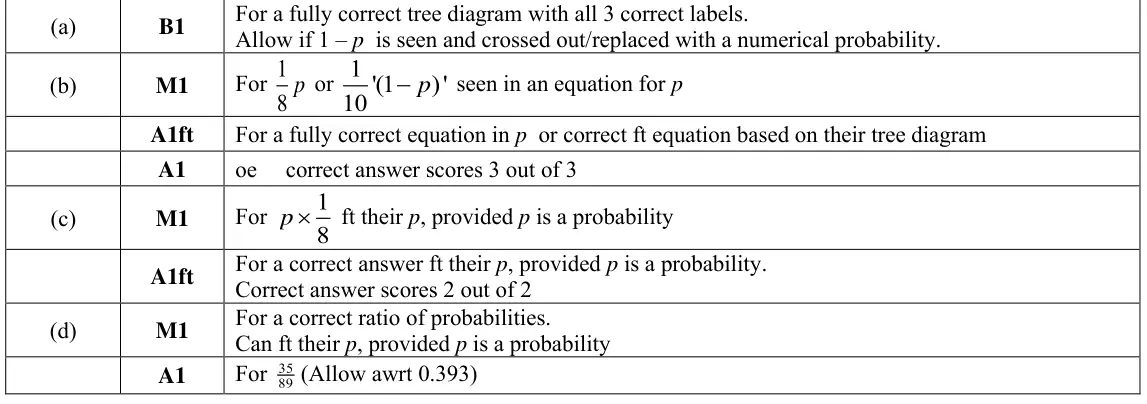 (a) B1 For a fully correct tree diagram with all 3 correct labels.
Allow if 1 – p is seen and crossed out/replaced with a numerical probability.
(b) M1 For 1/8 p or 1/10 '(1 – p)' seen in an equation for p
A1ft For a fully correct equation in p or correct ft equation based on their tree diagram
A1 oe correct answer scores 3 out of 3
(c) M1 For p × 1/8 ft their p, provided p is a probability
A1ft For a correct answer ft their p, provided p is a probability.
Correct answer scores 2 out of 2
(d) M1 For a correct ratio of probabilities.
Can ft their p, provided p is a probability
A1 For 35/89 (Allow awrt 0.393)